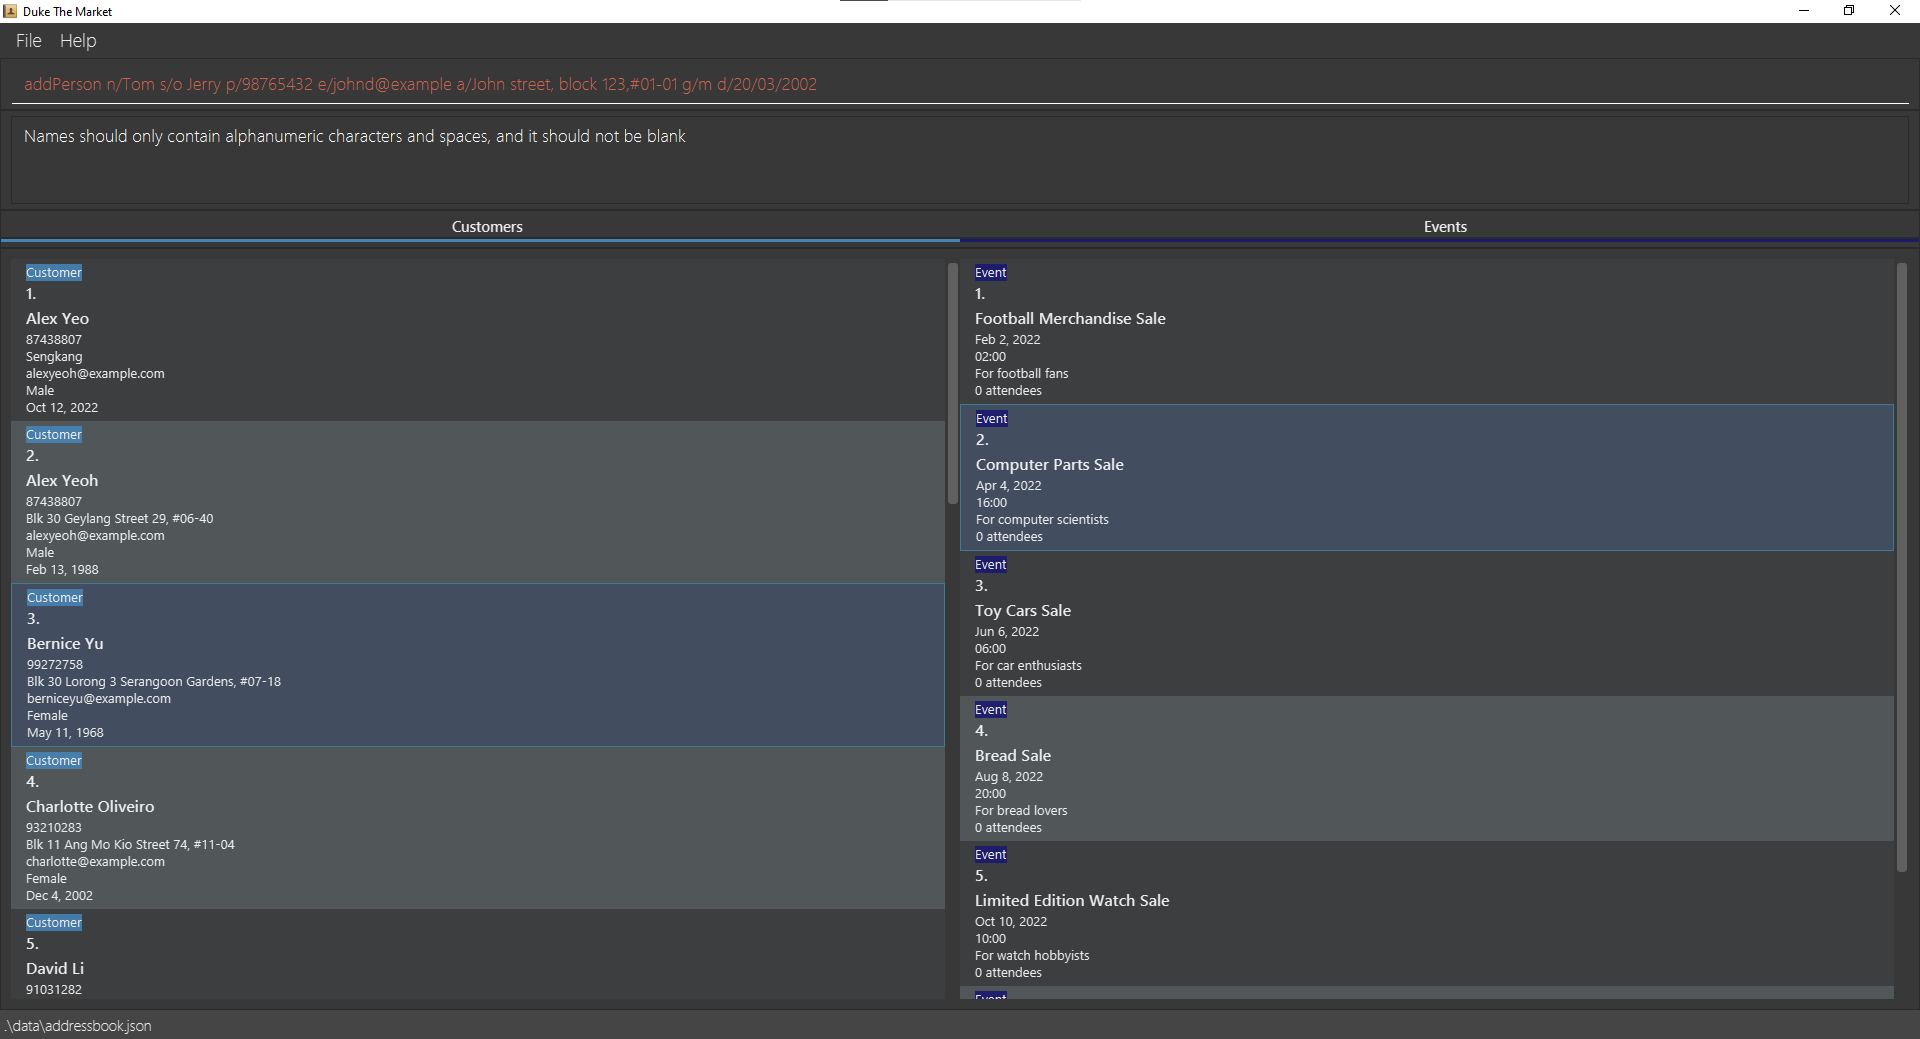 Duke The Market
File Help
addPerson n/Tom s/o Jerry p/98765432 e/johnd@example a/John street, block 123,#01-01 g/m d/20/03/2002
Names should only contain alphanumeric characters and spaces, and it should not be blank
Customers
Customer
1.
Alex Yeo
87438807
Sengkang
alexyeoh@example.com
Male
Oct 12, 2022
Customer
2.
Alex Yeoh
87438807
Blk 30 Geylang Street 29, #06-40
alexyeoh@example.com
Male
Feb 13, 1988
Customer
3.
Bernice Yu
99272758
Blk 30 Lorong 3 Serangoon Gardens, #07-18
berniceyu@example.com
Female
May 11, 1968
Customer
4.
Charlotte Oliveiro
93210283
Blk 11 Ang Mo Kio Street 74, #11-04
charlotte@example.com
Female
Dec 4, 2002
Customer
5.
David Li
91031282
Events
Event
1.
Football Merchandise Sale
Feb 2, 2022
02:00
For football fans
0 attendees
Event
2.
Computer Parts Sale
Apr 4, 2022
16:00
For computer scientists
0 attendees
Event
3.
Toy Cars Sale
Jun 6, 2022
06:00
For car enthusiasts
0 attendees
Event
4.
Bread Sale
Aug 8, 2022
20:00
For bread lovers
0 attendees
Event
5.
Limited Edition Watch Sale
Oct 10, 2022
10:00
For watch hobbyists
0 attendees
Event
.\data\addressbook.json